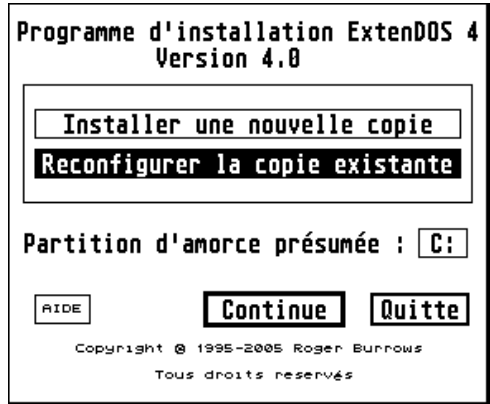 Programme d'installation ExtenDOS 4
Version 4.0
Installer une nouvelle copie
Reconfigurer la copie existante
Partition d'amorce présumée : C:
AIDE Continue Quitte
Copyright @ 1995-2005 Roger Burrows
Tous droits reservés